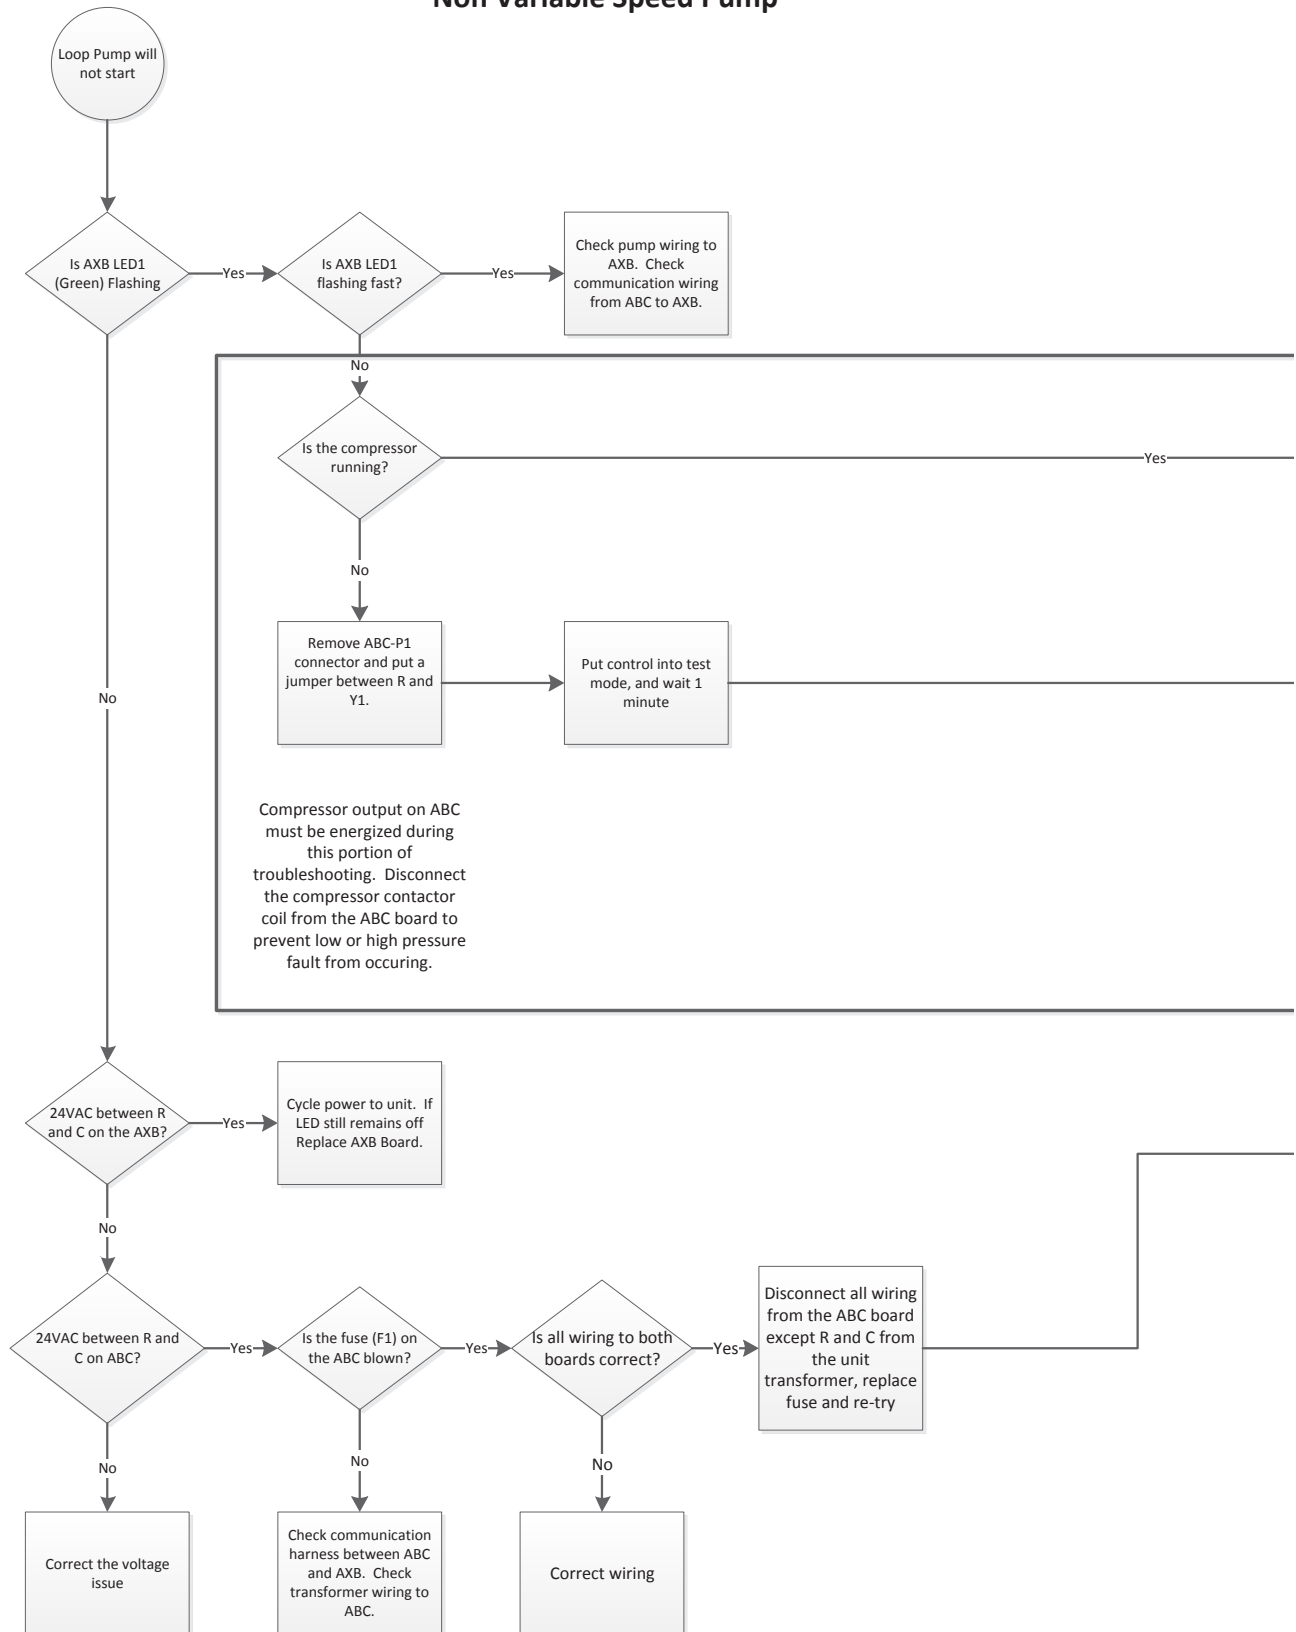 Non Variable Speed Pump
Loop Pump will
not start
Is AXB LED1
(Green) Flashing
Yes
Is AXB LED1
flashing fast?
Yes
Check pump wiring to
AXB. Check
communication wiring
from ABC to AXB.
No
Is the compressor
running?
Yes
No
Remove ABC-P1
connector and put a
jumper between R and
Y1.
Put control into test
mode, and wait 1
minute
No
Compressor output on ABC
must be energized during
this portion of
troubleshooting. Disconnect
the compressor contactor
coil from the ABC board to
prevent low or high pressure
fault from occuring.
24VAC between R
and C on the AXB?
Yes
Cycle power to unit. If
LED still remains off
Replace AXB Board.
No
24VAC between R and
C on ABC?
Yes
Is the fuse (F1) on
the ABC blown?
Yes
Is all wiring to both
boards correct?
Yes
Disconnect all wiring
from the ABC board
except R and C from
the unit
transformer, replace
fuse and re-try
No
No
No
Correct the voltage
issue
Check communication
harness between ABC
and AXB. Check
transformer wiring to
ABC.
Correct wiring